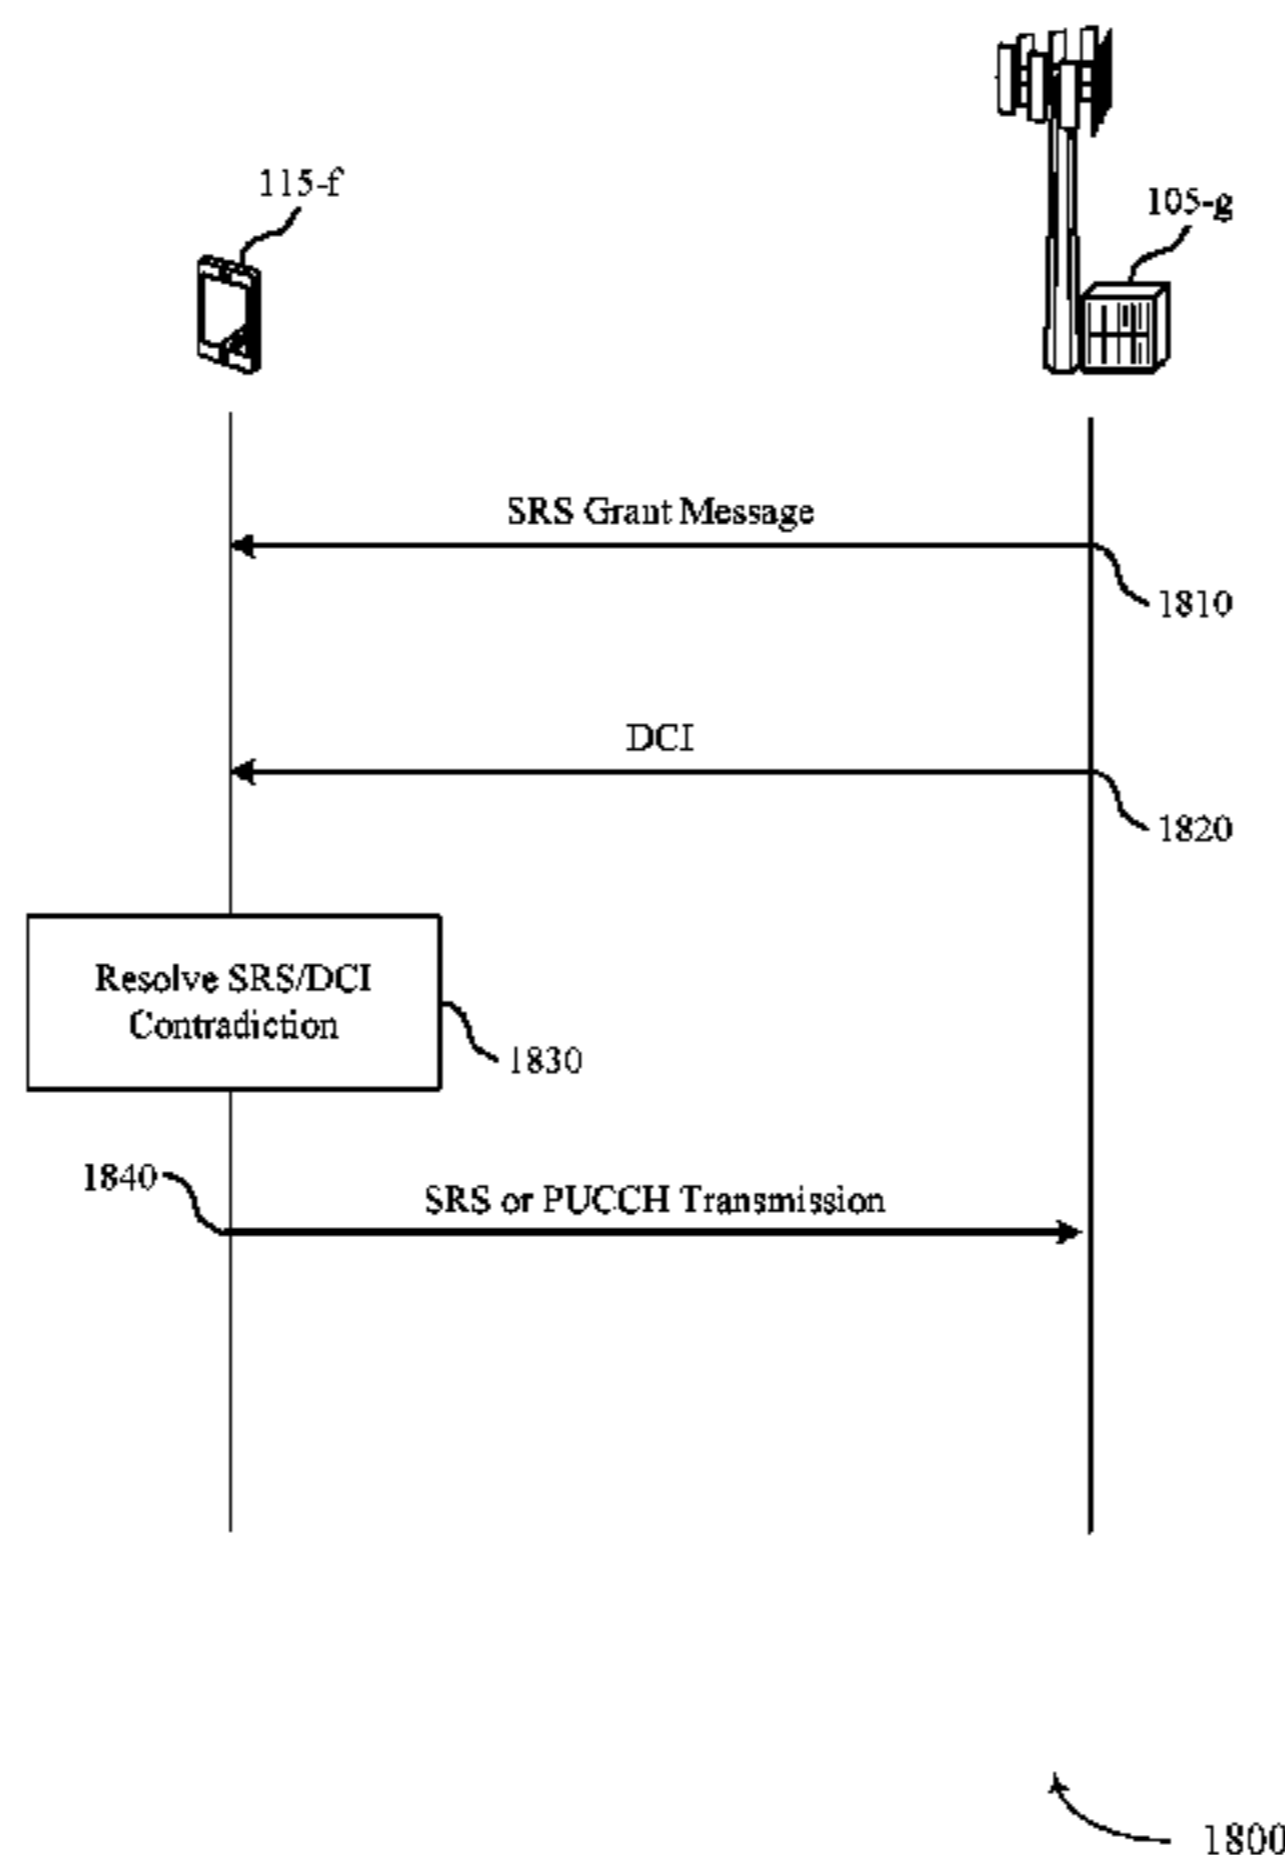 115-f
105-g
SRS Grant Message
1810
DCI
1820
Resolve SRS/DCI
Contradiction
1830
1840
SRS or PUCCH Transmission
1800